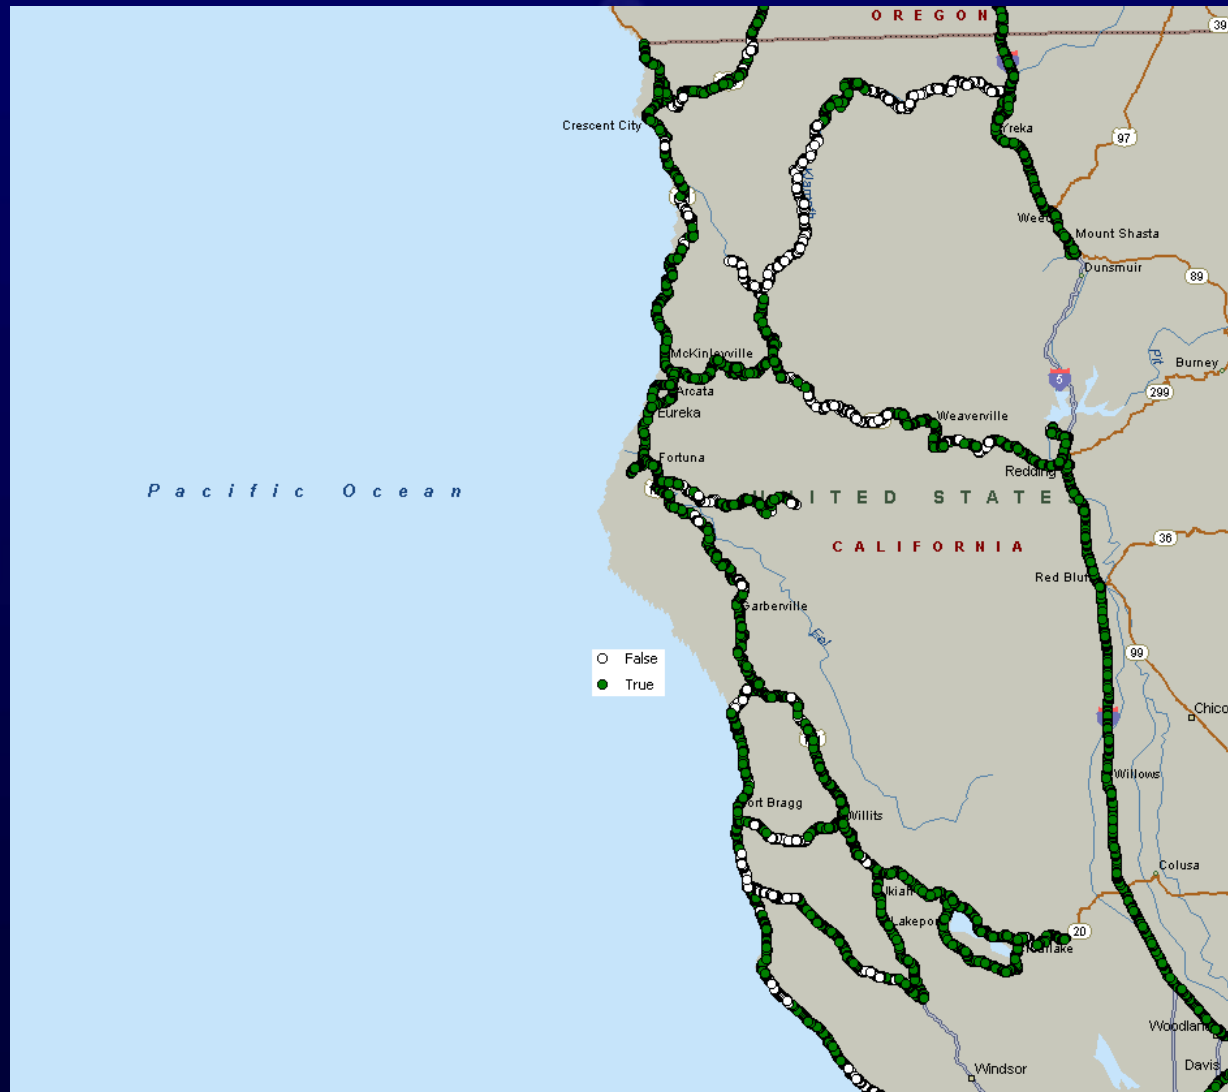 OREGON
39
Crescent City
Yreka
97
Klamath
Weed
Mount Shasta
Dunsmuir
89
McKinleyville
Pit
Burney
5
299
Arcata
Eureka
Weaverville
Fortuna
Redding
Pacific Ocean
UNITED STATES
CALIFORNIA
36
Red Bluff
Garberville
Eel
False
True
99
Chico
Willows
Fort Bragg
Willits
Colusa
Ukiah
Lakeport
20
Clearlake
Woodland
Windsor
Davis